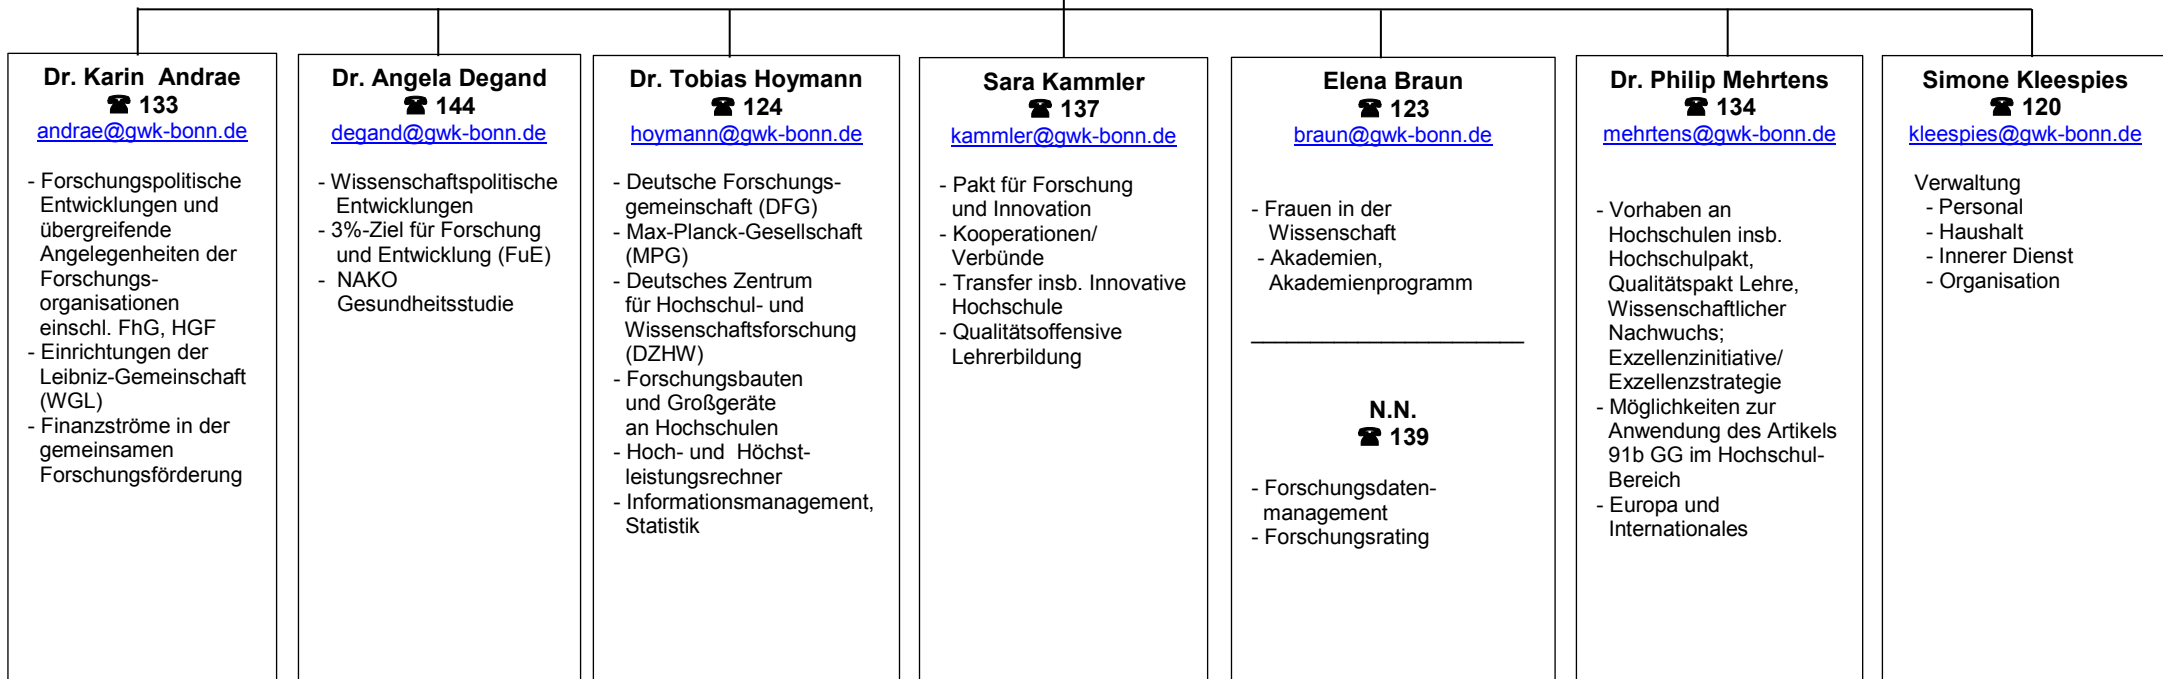 Dr. Karin Andrae
☎ 133
andrae@gwk-bonn.de
- Forschungspolitische
Entwicklungen und
übergreifende
Angelegenheiten der
Forschungs-
organisationen
einschl. FhG, HGF
- Einrichtungen der
Leibniz-Gemeinschaft
(WGL)
- Finanzströme in der
gemeinsamen
Forschungsförderung
Dr. Angela Degand
☎ 144
degand@gwk-bonn.de
- Wissenschaftspolitische
Entwicklungen
- 3%-Ziel für Forschung
und Entwicklung (FuE)
- NAKO
Gesundheitsstudie
Dr. Tobias Hoymann
☎ 124
hoymann@gwk-bonn.de
- Deutsche Forschungs-
gemeinschaft (DFG)
- Max-Planck-Gesellschaft
(MPG)
- Deutsches Zentrum
für Hochschul- und
Wissenschaftsforschung
(DZHW)
- Forschungsbauten
und Großgeräte
an Hochschulen
- Hoch- und Höchst-
leistungsrechner
- Informationsmanagement,
Statistik
Sara Kammler
☎ 137
kammler@gwk-bonn.de
- Pakt für Forschung
und Innovation
- Kooperationen/
Verbünde
- Transfer insb. Innovative
Hochschule
- Qualitätsoffensive
Lehrerbildung
Elena Braun
☎ 123
braun@gwk-bonn.de
- Frauen in der
Wissenschaft
- Akademien,
Akademienprogramm
N.N.
☎ 139
- Forschungsdaten-
management
- Forschungsrating
Dr. Philip Mehrtens
☎ 134
mehrtens@gwk-bonn.de
- Vorhaben an
Hochschulen insb.
Hochschulpakt,
Qualitätspakt Lehre,
Wissenschaftlicher
Nachwuchs;
Exzellenzinitiative/
Exzellenzstrategie
- Möglichkeiten zur
Anwendung des Artikels
91b GG im Hochschul-
Bereich
- Europa und
Internationales
Simone Kleespies
☎ 120
kleespies@gwk-bonn.de
Verwaltung
- Personal
- Haushalt
- Innerer Dienst
- Organisation